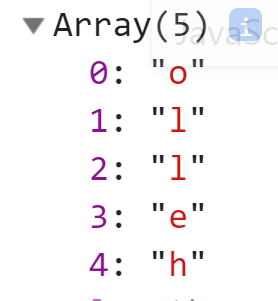 ▼ Array(5)
0: "o"
1: "l"
2: "l"
3: "e"
4: "h"